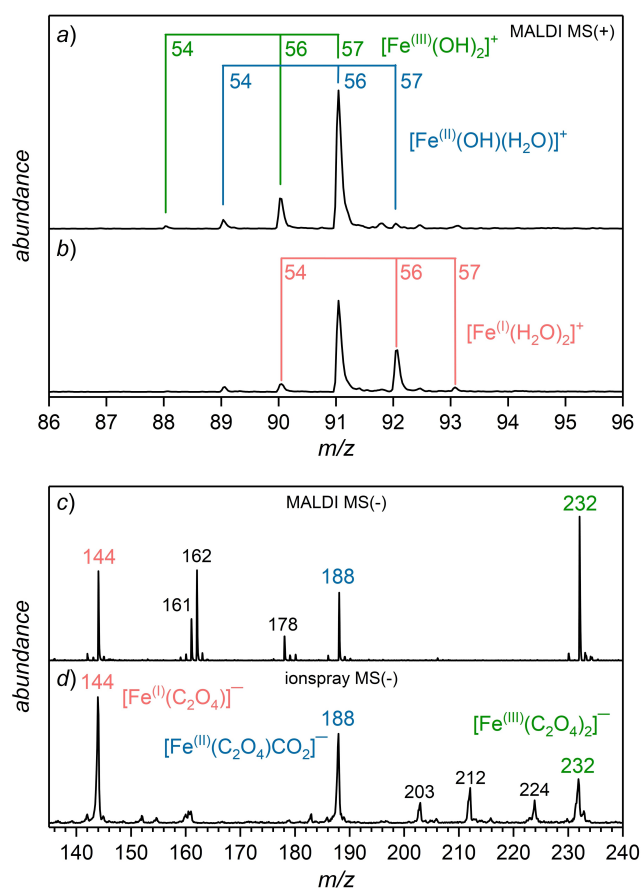 a) MALDI MS(+)
54 56 57 [Fe(III)(OH)2]+
54 56 57
[Fe(II)(OH)(H2O)]+
abundance
b)
54 56 57
[Fe(I)(H2O)2]+
86 87 88 89 90 91 92 93 94 95 96
m/z
c) MALDI MS(-)
232
144 162
188
161
178
abundance
d) ionspray MS(-)
144
[Fe(I)(C2O4)]−
188
[Fe(III)(C2O4)2]−
[Fe(II)(C2O4)CO2]−
203 212 224 232
140 150 160 170 180 190 200 210 220 230 240
m/z